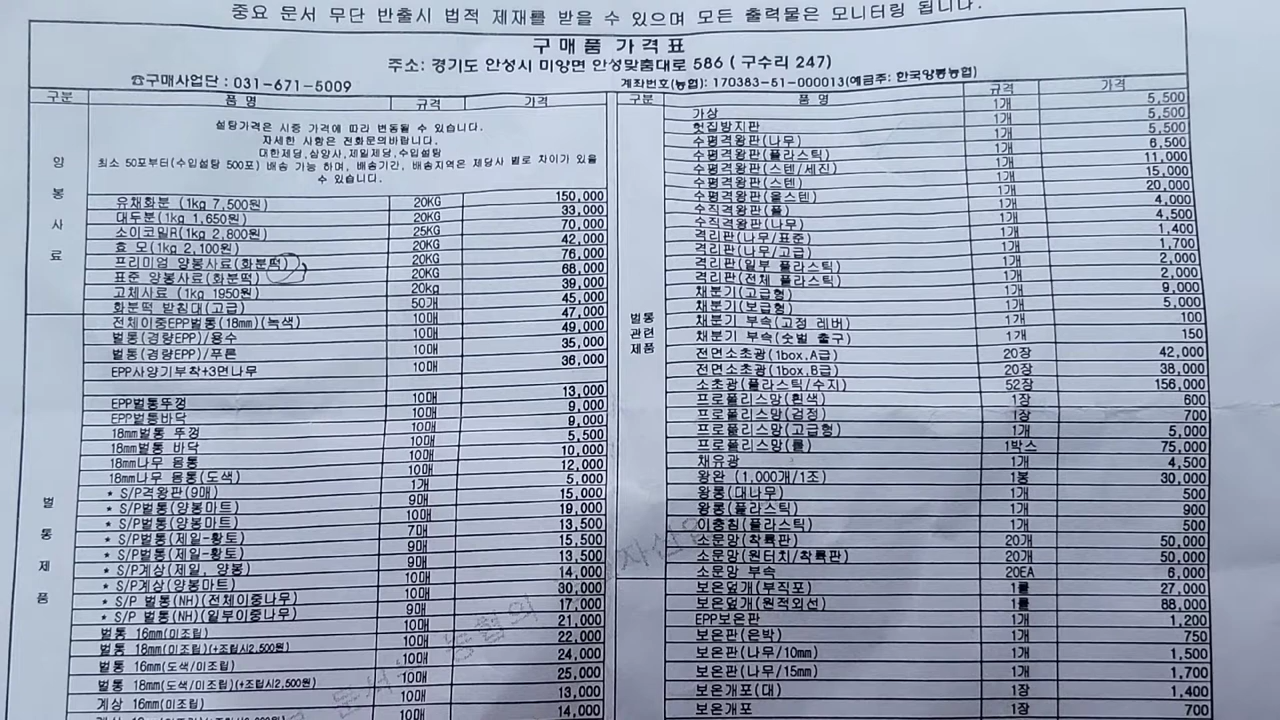 중요 문서 무단 반출시 법적 제재를 받을 수 있으며 모든 출력물은 모니터링 됩니다.
구매품 가격표
주소: 경기도 안성시 미양면 안성맞춤대로 586 ( 구수리 247)
☎구매사업단 : 031-671-5009
계좌번호(농협) : 170383-51-000013(예금주: 한국양봉농협)
구분 품 명 규격 가격
양봉사료
설탕가격은 시중 가격에 따라 변동될 수 있습니다.
자세한 사항은 전화문의바랍니다.
대한제당,삼양사,제일제당,수입설탕
최소 50포부터(수입설탕 500포) 배송 가능 하며, 배송기간, 배송지역은 제당사 별로 차이가 있을
수 있습니다.
유채화분 (1kg 7,500원) 20KG 150,000
대두분(1kg 1,650원) 20KG 33,000
소이코밀R(1kg 2,800원) 25KG 70,000
효 모(1kg 2,100원) 20KG 42,000
프리미엄 양봉사료(화분떡) 20KG 76,000
표준 양봉사료(화분떡) 20KG 68,000
고체사료 (1kg 1950원) 20kg 39,000
화분떡 받침대(고급) 50개 45,000
벌통제품
전체이중EPP벌통(18mm)(녹색) 10매 47,000
벌통(경량EPP)/용수 10매 49,000
벌통(경량EPP)/푸른 10매 35,000
EPP사양기부착+3면나무 10매 36,000
EPP벌통뚜껑 10매 13,000
EPP벌통바닥 10매 9,000
18mm벌통 뚜껑 10매 9,000
18mm벌통 바닥 10매 5,500
18mm나무 몸통 10매 10,000
18mm나무 몸통(도색) 10매 12,000
* S/P격왕판(9매) 1개 5,000
* S/P벌통(양봉마트) 9매 15,000
* S/P벌통(양봉마트) 10매 19,000
* S/P벌통(제일-황토) 7매 13,500
* S/P벌통(제일-황토) 9매 15,500
* S/P계상(제일, 양봉) 9매 13,500
* S/P계상(양봉마트) 10매 14,000
* S/P 벌통(NH)(전체이중나무) 10매 30,000
* S/P 벌통(NH)(일부이중나무) 9매 17,000
벌통 16mm(미조립) 10매 21,000
벌통 18mm(미조립)(+조립시2,500원) 10매 22,000
벌통 16mm(도색/미조립) 10매 24,000
벌통 18mm(도색/미조립)(+조립시2,500원) 10매 25,000
계상 16mm(미조립) 10매 13,000
10매 14,000
구분 품 명 규격 가격
벌통관련제품
가상 1개 5,500
헛집방지판 1개 5,500
수평격왕판(나무) 1개 5,500
수평격왕판(플라스틱) 1개 6,500
수평격왕판(스텐/세진) 1개 11,000
수평격왕판(스텐) 1개 15,000
수평격왕판(올스텐) 1개 20,000
수직격왕판(플) 1개 4,000
수직격왕판(나무) 1개 4,500
격리판(나무/표준) 1개 1,400
격리판(나무/고급) 1개 1,700
격리판(일부 플라스틱) 1개 2,000
격리판(전체 플라스틱) 1개 2,000
채분기(고급형) 1개 9,000
채분기(보급형) 1개 5,000
채분기 부속(고정 레버) 1개 100
채분기 부속(숫벌 출구) 1개 150
전면소초광(1box,A급) 20장 42,000
전면소초광(1box,B급) 20장 38,000
소초광(플라스틱/수지) 52장 156,000
프로폴리스망(흰색) 1장 600
프로폴리스망(검정) 1장 700
프로폴리스망(고급형) 1개 5,000
프로폴리스망(롤) 1박스 75,000
채유광 1개 4,500
왕완 (1,000개/1조) 1봉 30,000
왕롱(대나무) 1개 500
왕롱(플라스틱) 1개 900
이충침(플라스틱) 1개 500
소문망(착륙판) 20개 50,000
소문망(원터치/착륙판) 20개 50,000
소문망 부속 20EA 6,000
보온덮개(부직포) 1롤 27,000
보온덮개(원적외선) 1롤 88,000
EPP보온판 1개 1,200
보온판(은박) 1개 750
보온판(나무/10mm) 1개 1,500
보온판(나무/15mm) 1개 1,700
보온개포(대) 1장 1,400
보온개포 1장 700